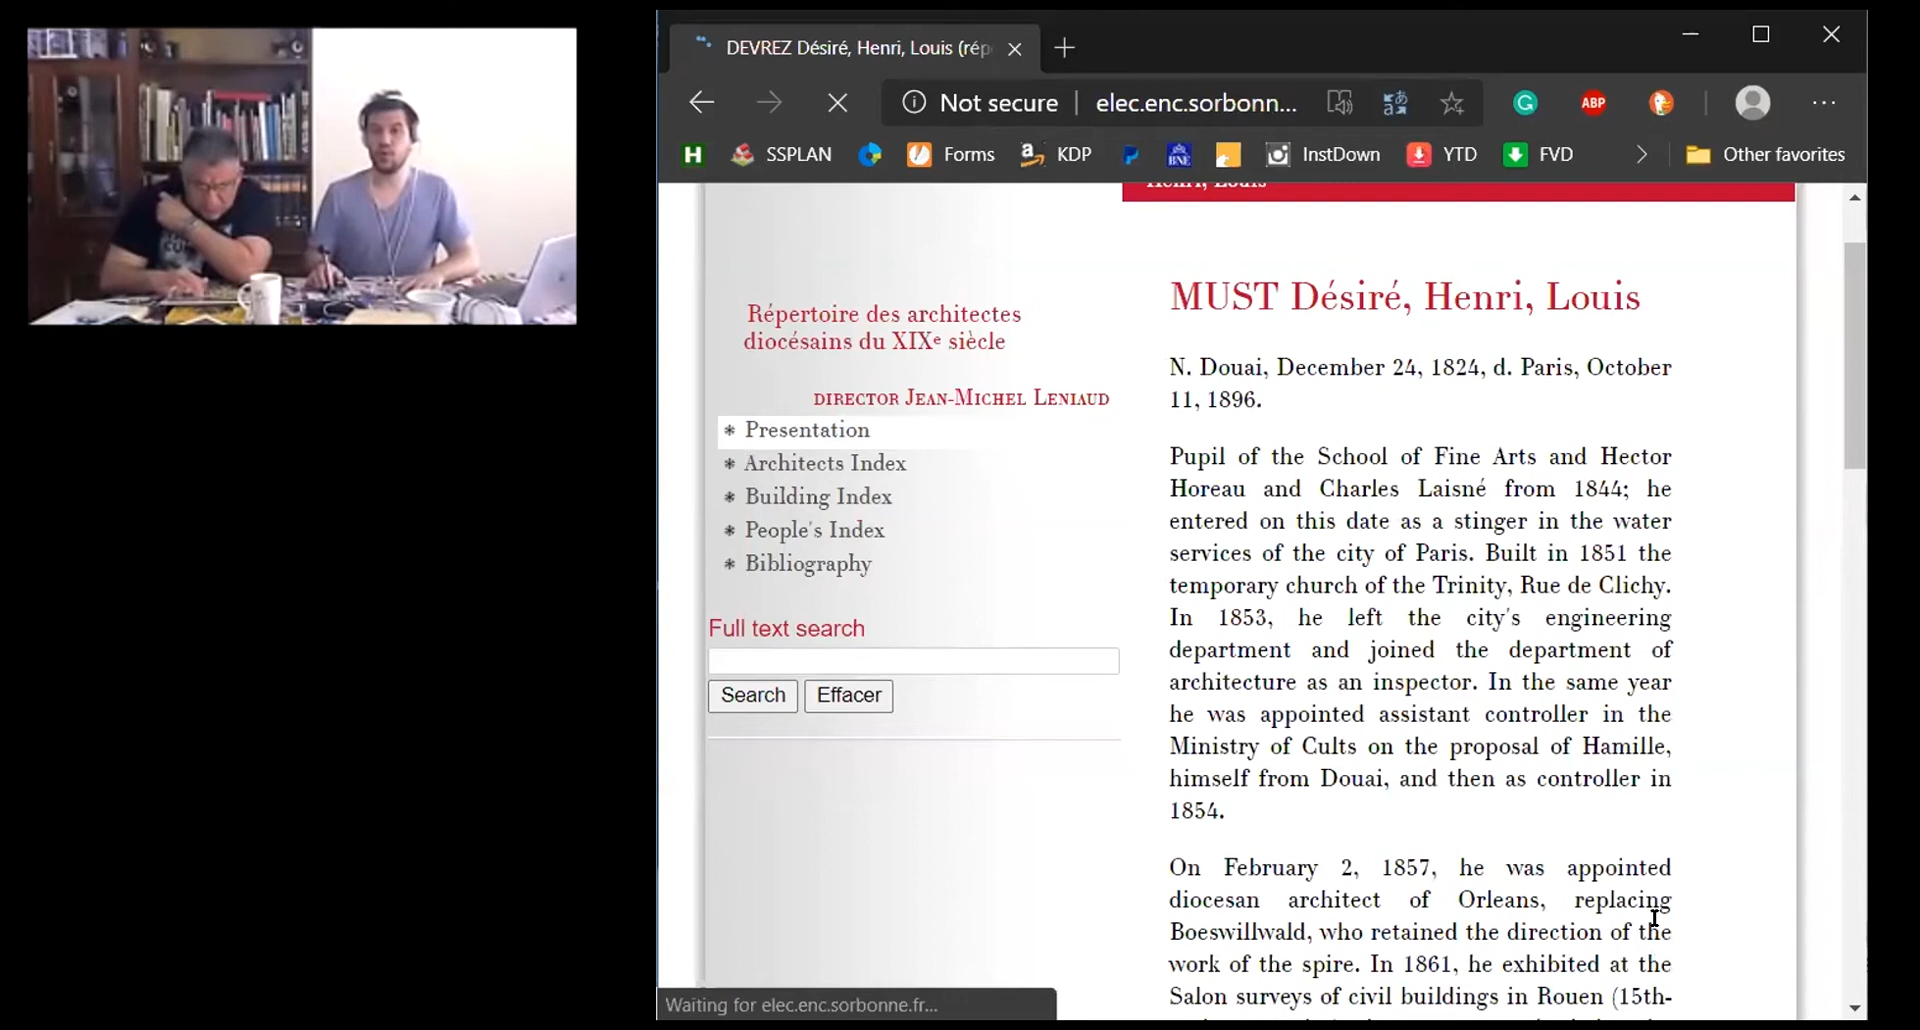 DEVREZ Désiré, Henri, Louis (rép
Not secure | elec.enc.sorbonn...
ABP
H SSPLAN Forms a KDP BNE InstDown YTD FVD Other favorites
Henri, Louis
Répertoire des architectes
diocésains du XIXe siècle
DIRECTOR JEAN-MICHEL LENIAUD
* Presentation
* Architects Index
* Building Index
* People's Index
* Bibliography
Full text search
Search Effacer
MUST Désiré, Henri, Louis
N. Douai, December 24, 1824, d. Paris, October
11, 1896.
Pupil of the School of Fine Arts and Hector
Horeau and Charles Laisné from 1844; he
entered on this date as a stinger in the water
services of the city of Paris. Built in 1851 the
temporary church of the Trinity, Rue de Clichy.
In 1853, he left the city's engineering
department and joined the department of
architecture as an inspector. In the same year
he was appointed assistant controller in the
Ministry of Cults on the proposal of Hamille,
himself from Douai, and then as controller in
1854.
On February 2, 1857, he was appointed
diocesan architect of Orleans, replacing
Boeswillwald, who retained the direction of the
work of the spire. In 1861, he exhibited at the
Salon surveys of civil buildings in Rouen (15th-
Waiting for elec.enc.sorbonne.fr...